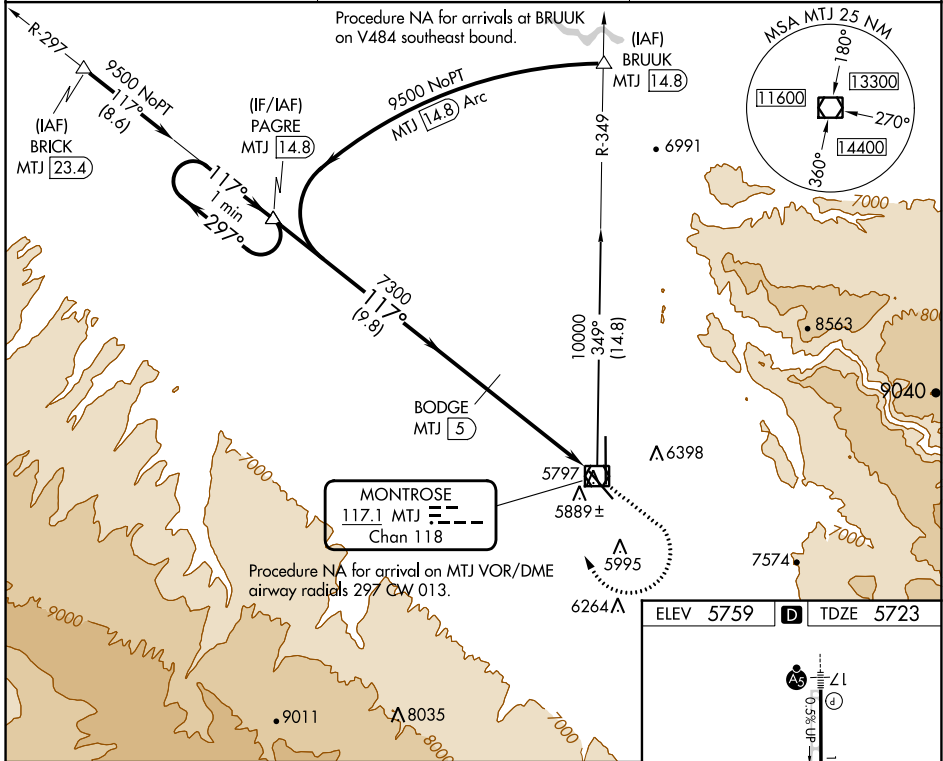 Procedure NA for arrivals at BRUUK
on V484 southeast bound.
R-297
9500 NoPT
117°
(8.6)
(IAF)
BRICK
MTJ 23.4
(IF/IAF)
PAGRE
MTJ 14.8
9500 NoPT
MTJ 14.8 Arc
(IAF)
BRUUK
MTJ 14.8
MSA MTJ 25 NM
180°
13300
11600
270°
14400
360°
R-349
6991
7000
117°
1 min
297°
7300
117°
(9.8)
10000
349°
(14.8)
8563
800
9040
BODGE
MTJ 5
7000
5797
6398
5889±
MONTROSE
117.1 MTJ
Chan 118
5995
7000
7574
Procedure NA for arrival on MTJ VOR/DME
airway radials 297 CW 013.
6264
9000
ELEV 5759 D TDZE 5723
A5
17
P
0.5% UP
1
9011
8035
8000
7000